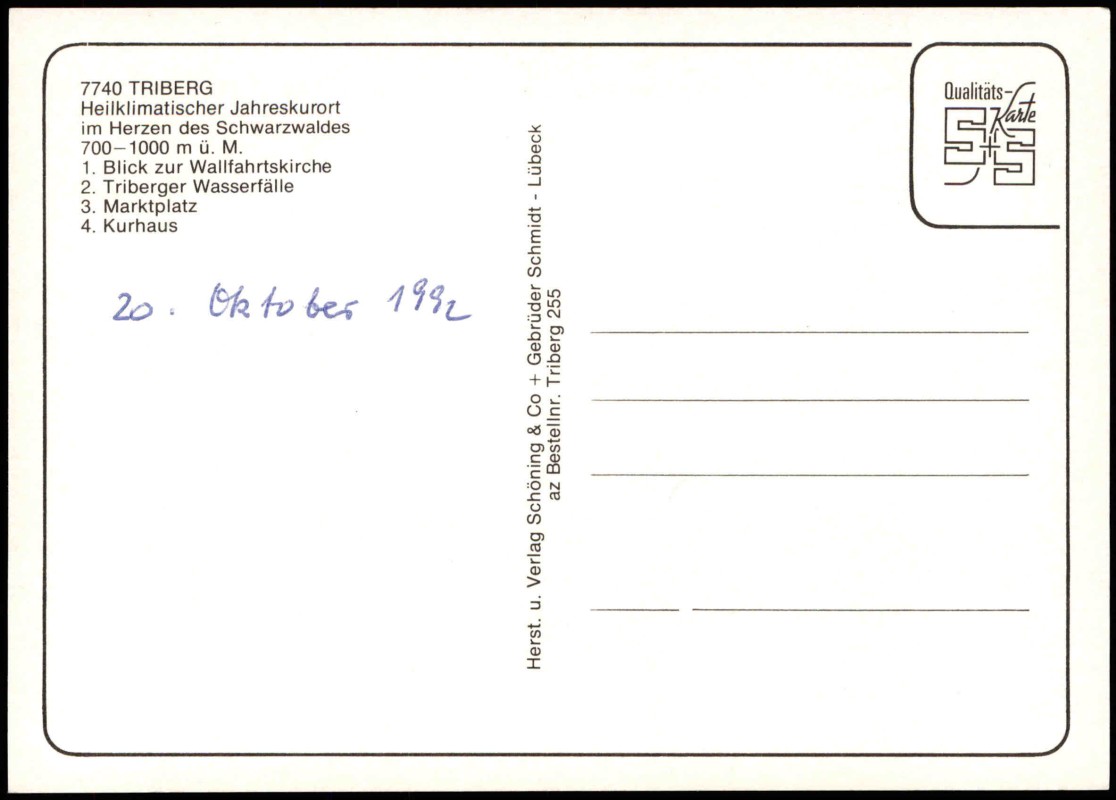 7740 TRIBERG
Heilklimatischer Jahreskurort
im Herzen des Schwarzwaldes
700–1000 m ü. M.
1. Blick zur Wallfahrtskirche
2. Triberger Wasserfälle
3. Marktplatz
4. Kurhaus
20. Oktober 1992
Herst. u. Verlag Schöning & Co + Gebrüder Schmidt - Lübeck
az Bestellnr. Triberg 255
Qualitäts-
Karte
S+S